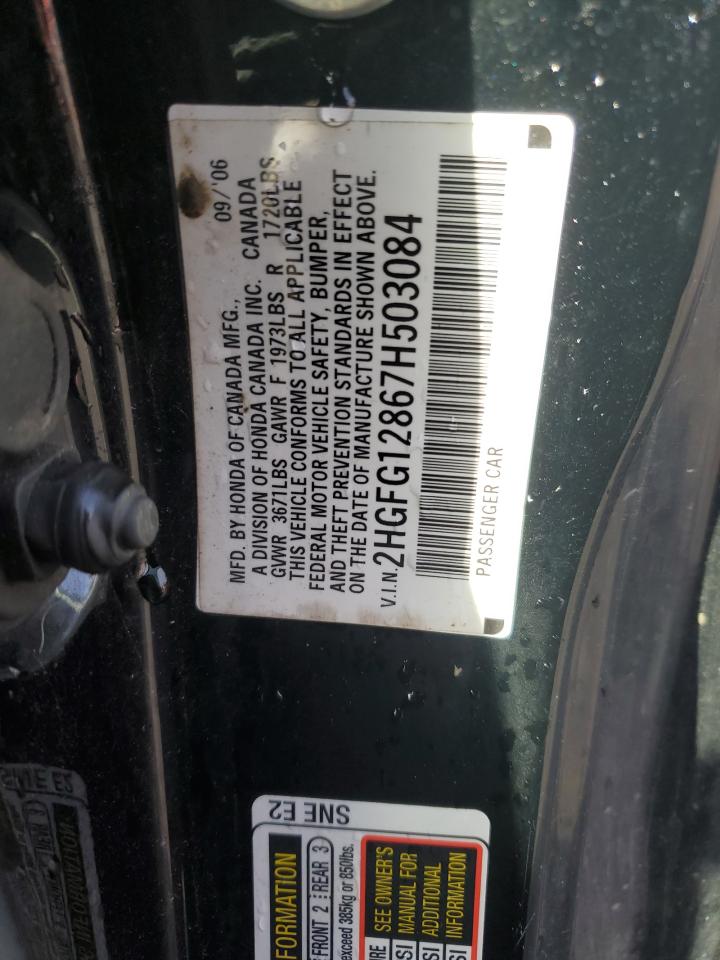 MFD. BY HONDA OF CANADA MFG., 09/'06
A DIVISION OF HONDA CANADA INC. CANADA
GVWR 3671LBS GAWR F 1973LBS R 1720LBS
THIS VEHICLE CONFORMS TO ALL APPLICABLE
FEDERAL MOTOR VEHICLE SAFETY, BUMPER,
AND THEFT PREVENTION STANDARDS IN EFFECT
ON THE DATE OF MANUFACTURE SHOWN ABOVE.
V.I.N. 2HGFG12867H503084
PASSENGER CAR
SNE E2
FORMATION
FRONT 2 REAR 3
exceed 385kg or 850lbs.
SEE OWNER'S
MANUAL FOR
ADDITIONAL
INFORMATION